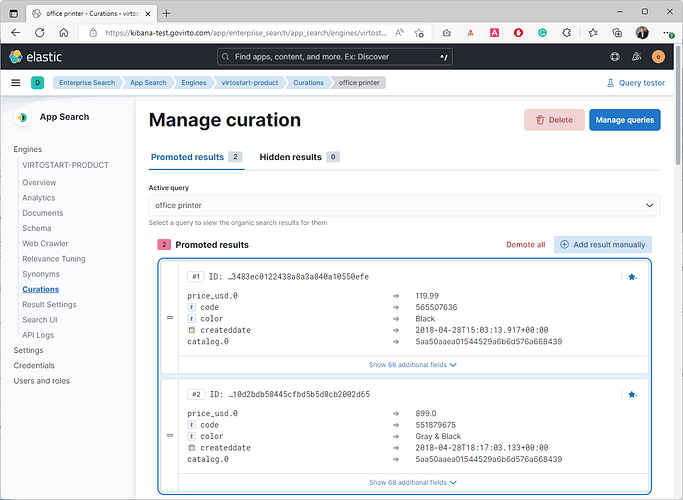 office printer - Curations - App S
https://kibana-test.govirto.com/app/enterprise_search/app_search/engines/virtost...
elastic
Find apps, content, and more. Ex: Discover
^/
e
D
Enterprise Search
App Search
Engines
virtostart-product
Curations
office printer
Query tester
App Search
Engines
VIRTOSTART-PRODUCT
Overview
Analytics
Documents
Schema
Web Crawler
Relevance Tuning
Synonyms
Curations
Result Settings
Search UI
API Logs
Settings
Credentials
Users and roles
Manage curation
Delete
Manage queries
Promoted results 2
Hidden results 0
Active query
office printer
Select a query to view the organic search results for them
2 Promoted results
Demote all
Add result manually
#1 ID: …3483ec0122438a8a3a840a10550efe
price_usd.0 → 119.99
t code → 565507636
t color → Black
createddate → 2018-04-28T15:03:13.917+00:00
catalog.0 → 5aa50aaea01544529a6b6d576a668439
Show 66 additional fields
#2 ID: …10d2bdb58445cfbd5b5d8cb2002d65
price_usd.0 → 899.0
t code → 551879675
t color → Gray & Black
createddate → 2018-04-28T18:17:03.133+00:00
catalog.0 → 5aa50aaea01544529a6b6d576a668439
Show 68 additional fields